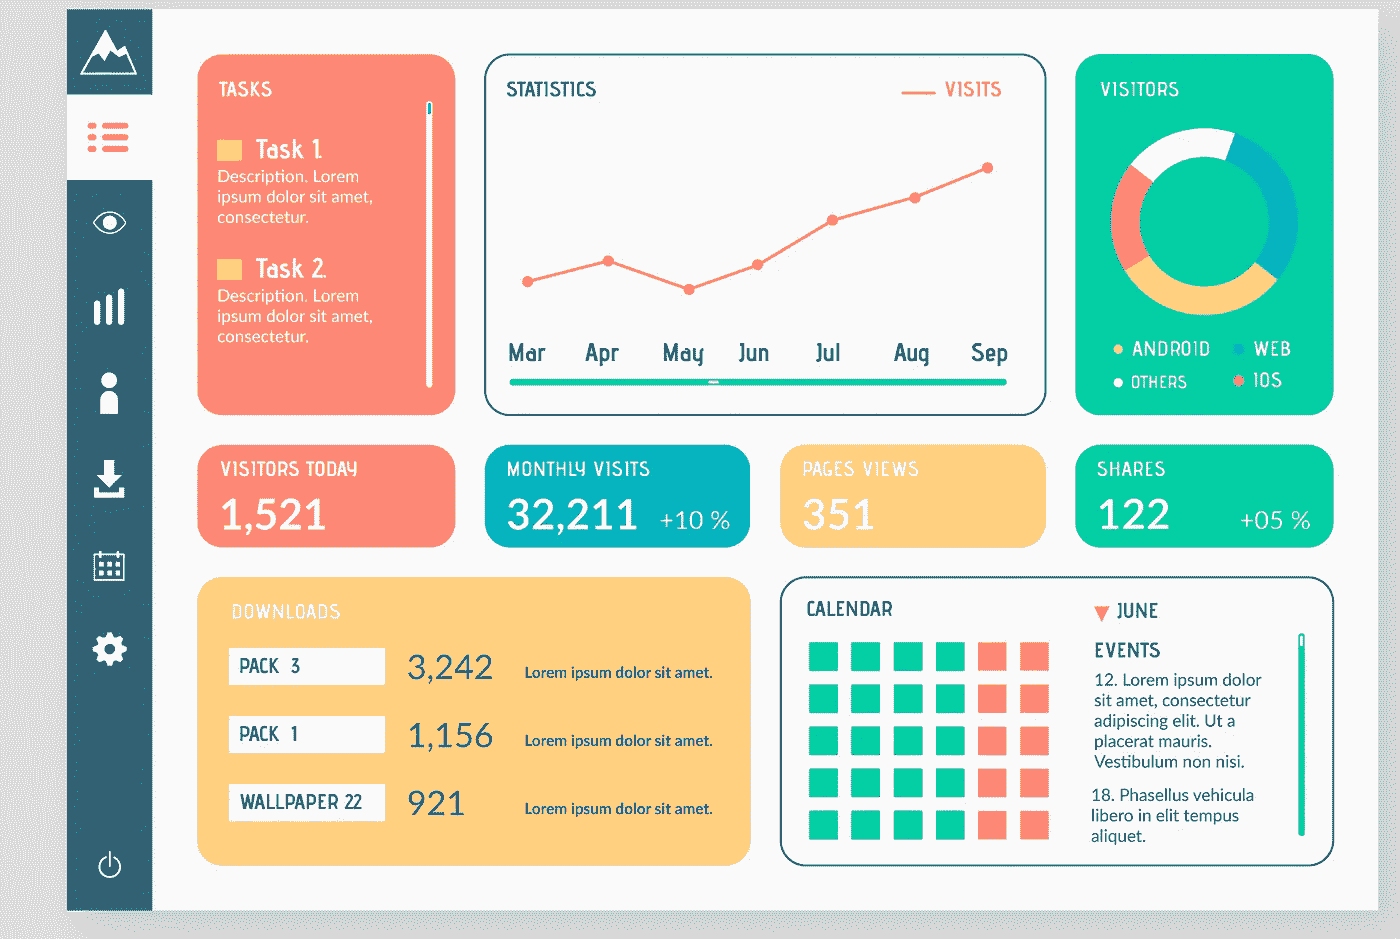 TASKS
Task 1.
Description. Lorem
ipsum dolor sit amet,
consectetur.
Task 2.
Description. Lorem
ipsum dolor sit amet,
consectetur.
STATISTICS
VISITS
Mar Apr May Jun Jul Aug Sep
VISITORS
ANDROID WEB
OTHERS IOS
VISITORS TODAY
1,521
MONTHLY VISITS
32,211 +10 %
PAGES VIEWS
351
SHARES
122 +05 %
DOWNLOADS
PACK 3 3,242 Lorem ipsum dolor sit amet.
PACK 1 1,156 Lorem ipsum dolor sit amet.
WALLPAPER 22 921 Lorem ipsum dolor sit amet.
CALENDAR
JUNE
EVENTS
12. Lorem ipsum dolor
sit amet, consectetur
adipiscing elit. Ut a
placerat mauris.
Vestibulum non nisi.
18. Phasellus vehicula
libero in elit tempus
aliquet.